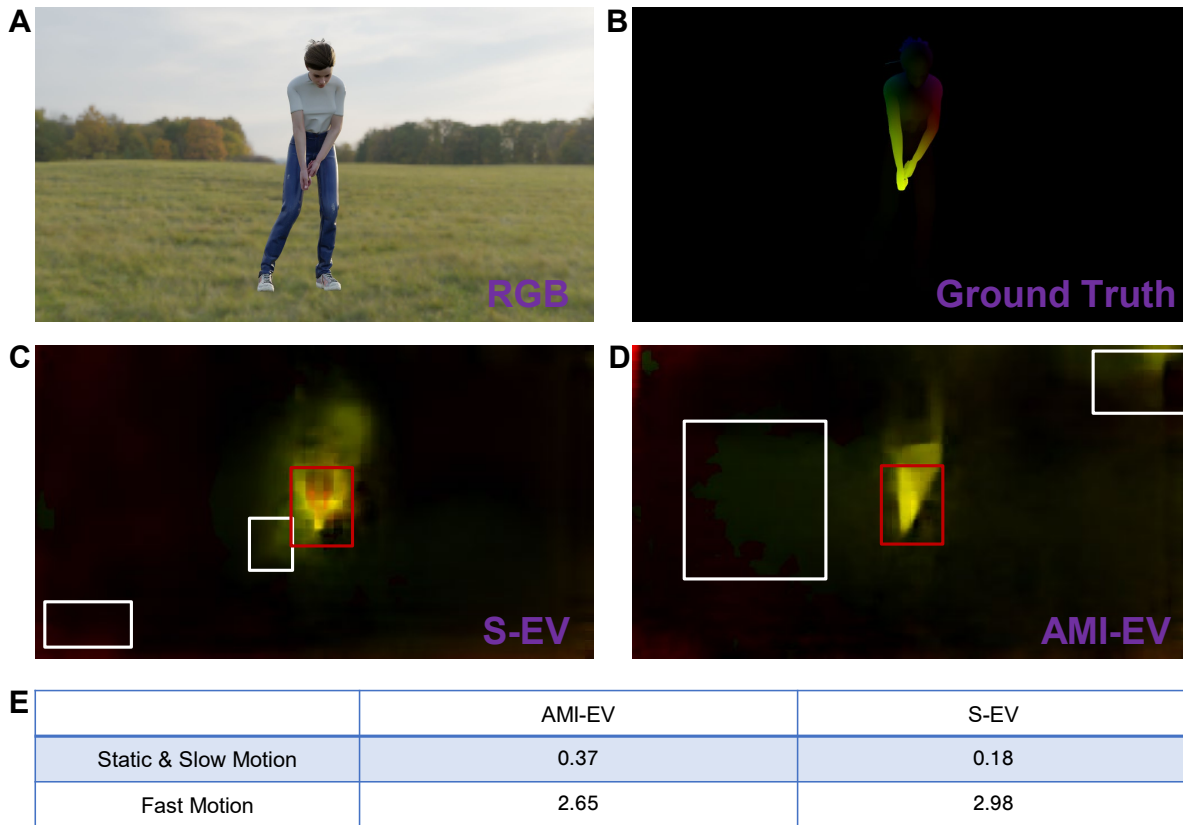 A
B
RGB
Ground Truth
C
D
S-EV
AMI-EV
E
AMI-EV S-EV
Static & Slow Motion 0.37 0.18
Fast Motion 2.65 2.98